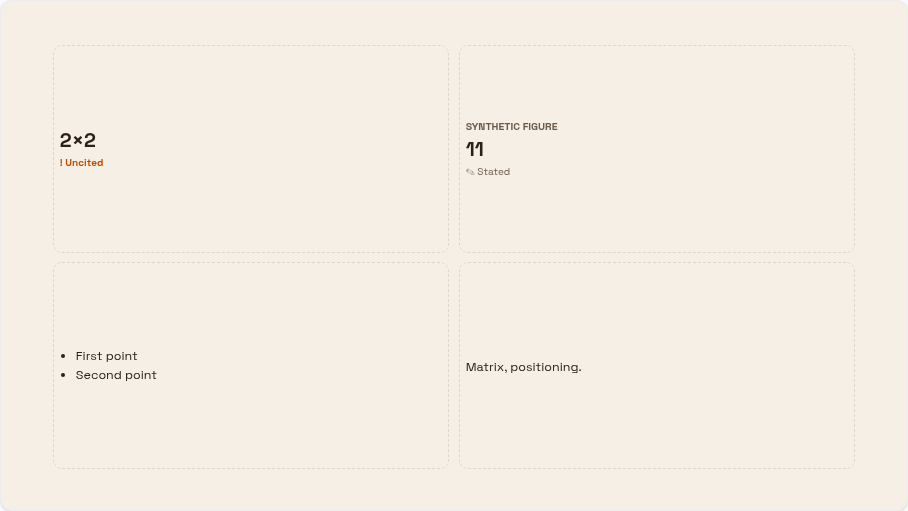 2×2
! Uncited
SYNTHETIC FIGURE
11
✎ Stated
• First point
• Second point
Matrix, positioning.